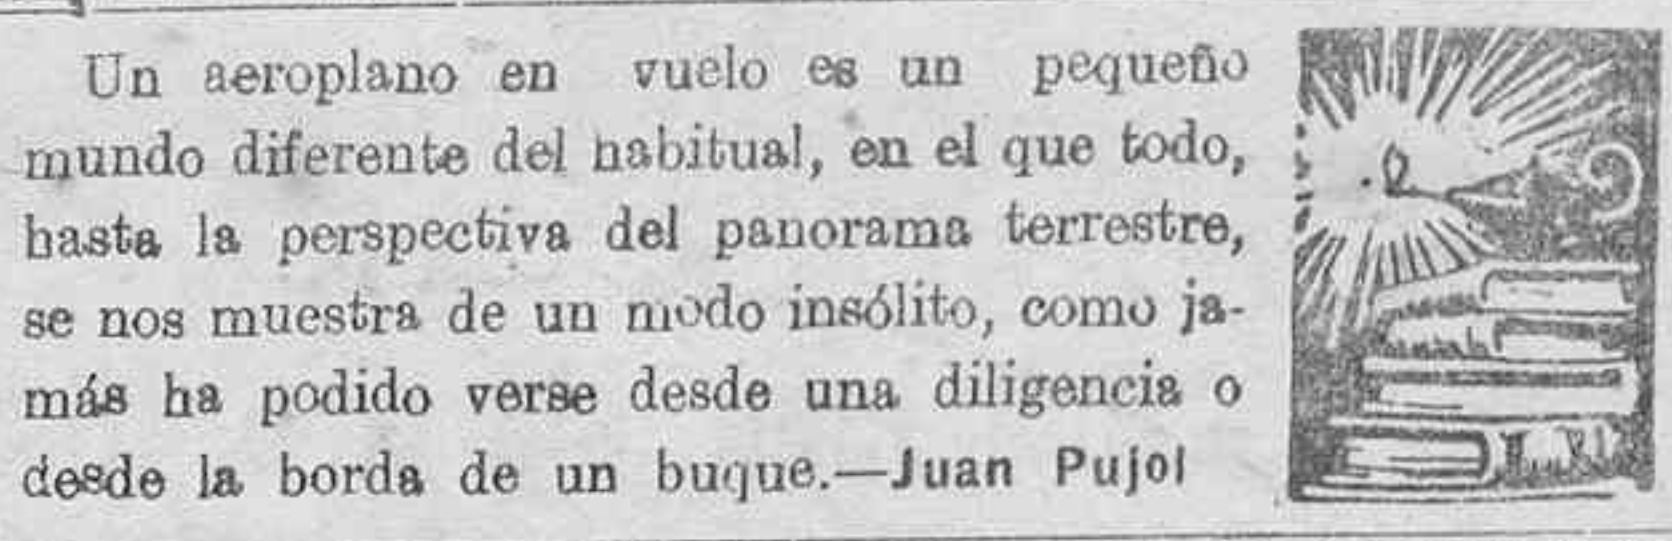 Un aeroplano en vuelo es un pequeño
mundo diferente del habitual, en el que todo,
hasta la perspectiva del panorama terrestre,
se nos muestra de un modo insólito, como ja-
más ha podido verse desde una diligencia o
desde la borda de un buque.—Juan Pujol